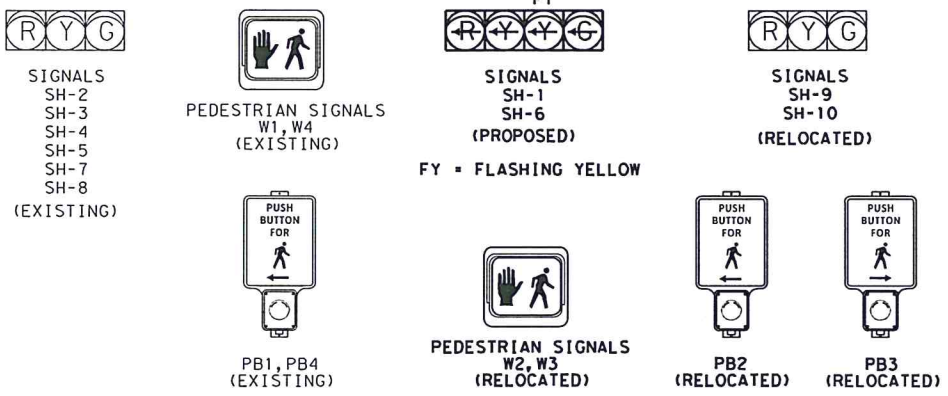 R Y G
SIGNALS
SH-2
SH-3
SH-4
SH-5
SH-7
SH-8
(EXISTING)
PEDESTRIAN SIGNALS
W1,W4
(EXISTING)
R Y Y G
SIGNALS
SH-1
SH-6
(PROPOSED)
FY = FLASHING YELLOW
R Y G
SIGNALS
SH-9
SH-10
(RELOCATED)
PUSH
BUTTON
FOR
PB1,PB4
(EXISTING)
PEDESTRIAN SIGNALS
W2,W3
(RELOCATED)
PUSH
BUTTON
FOR
PB2
(RELOCATED)
PUSH
BUTTON
FOR
PB3
(RELOCATED)